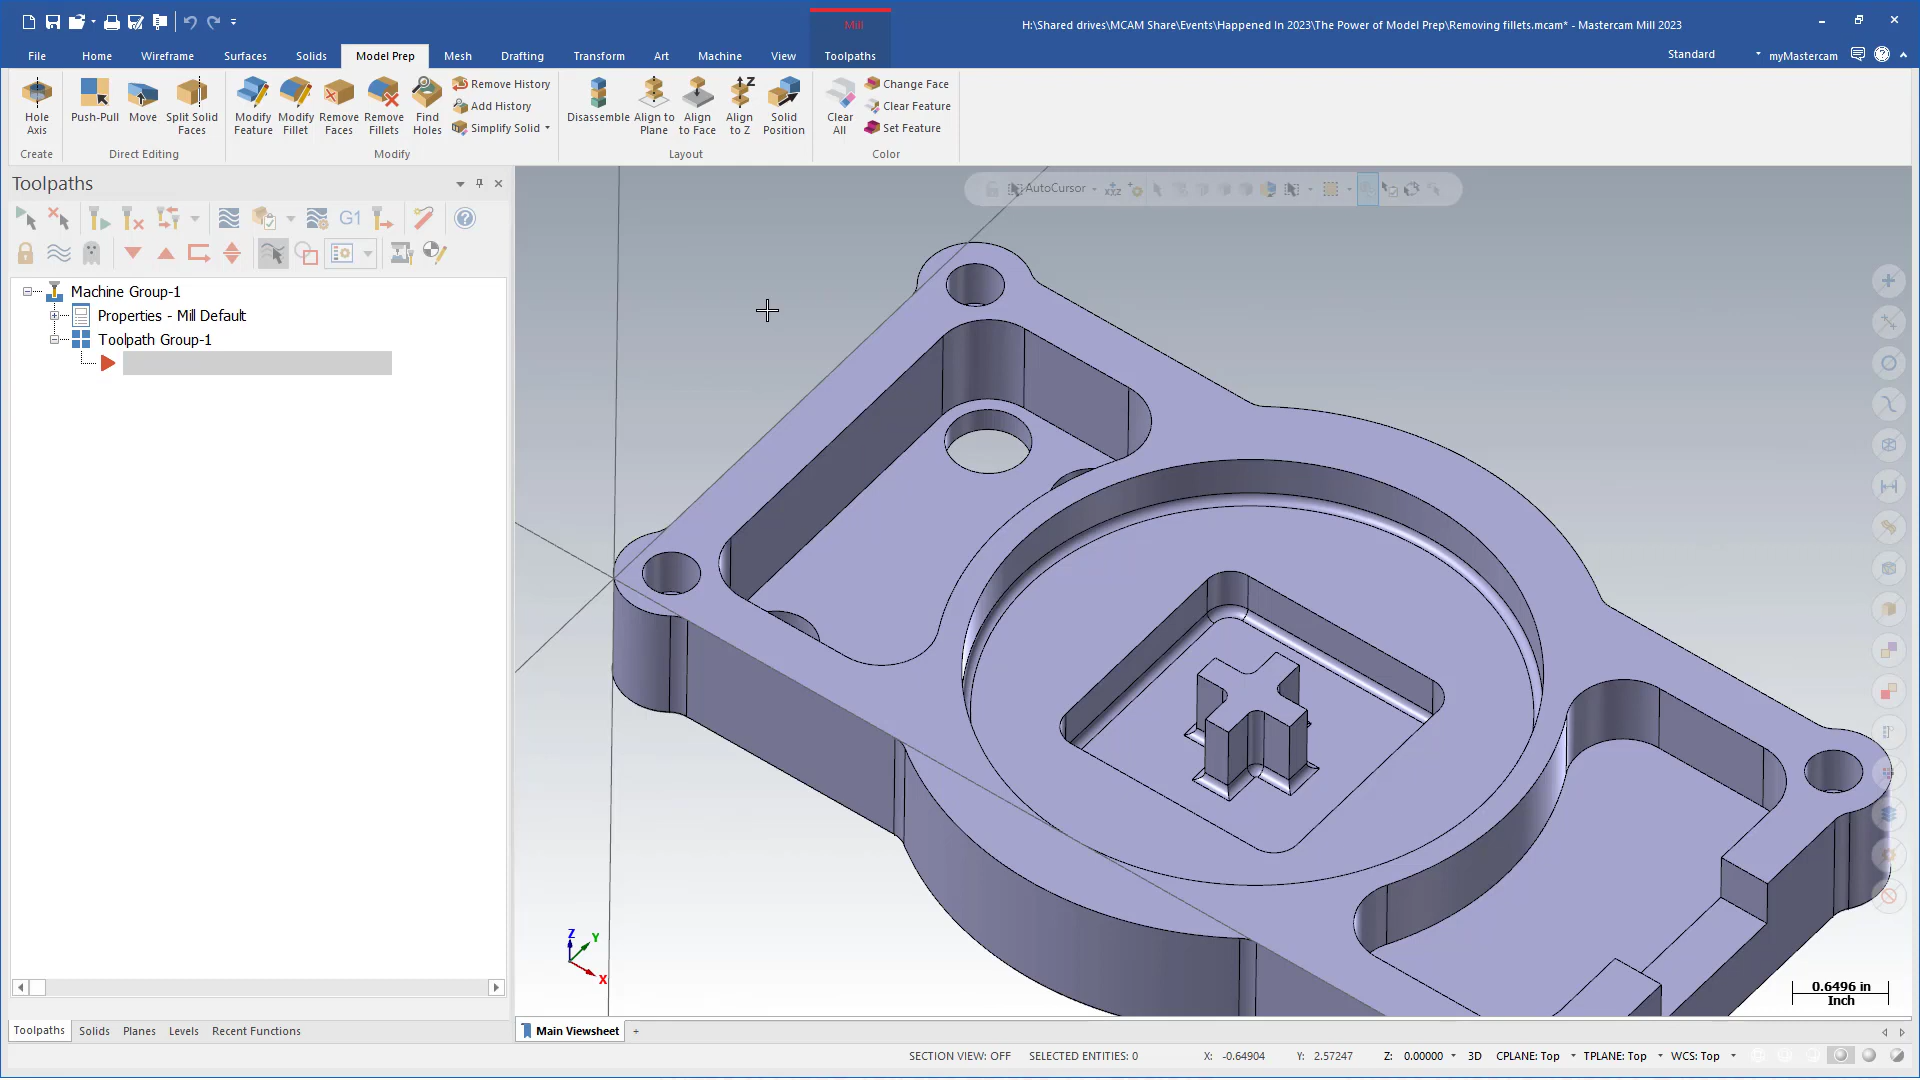 Mill
H:\Shared drives\MCAM Share\Events\Happened In 2023\The Power of Model Prep\Removing fillets.mcam* - Mastercam Mill 2023
File Home Wireframe Surfaces Solids Model Prep Mesh Drafting Transform Art Machine View Toolpaths
Standard myMastercam
Hole Axis
Push-Pull
Move
Split Solid Faces
Modify Feature
Modify Fillet
Remove Faces
Remove Fillets
Find Holes
Remove History
Add History
Simplify Solid
Disassemble
Align to Plane
Align to Face
Align to Z
Solid Position
Clear All
Change Face
Clear Feature
Set Feature
Create Direct Editing Modify Layout Color
Toolpaths
AutoCursor
XYZ
G1
Machine Group-1
Properties - Mill Default
Toolpath Group-1
Z
Y
X
0.6496 in
Inch
Toolpaths Solids Planes Levels Recent Functions
Main Viewsheet +
SECTION VIEW: OFF SELECTED ENTITIES: 0 X: -0.64904 Y: 2.57247 Z: 0.00000 3D CPLANE: Top TPLANE: Top WCS: Top